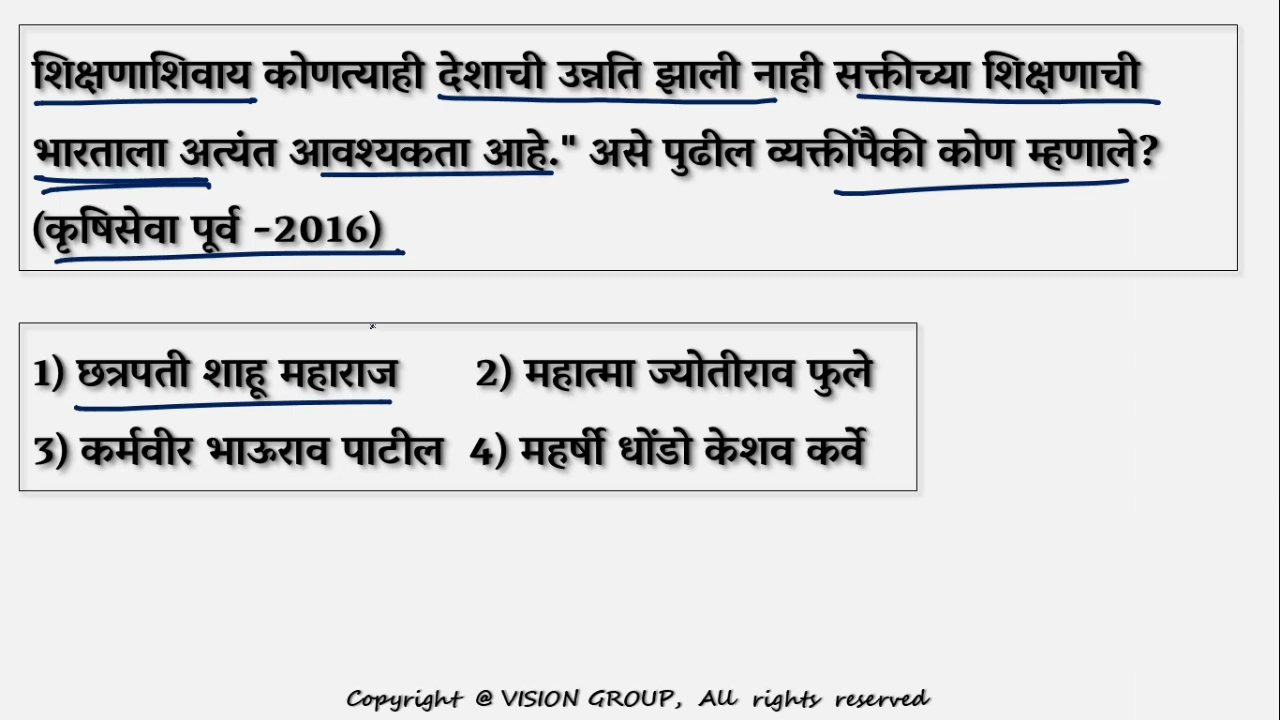 शिक्षणाशिवाय कोणत्याही देशाची उन्नति झाली नाही सक्तीच्या शिक्षणाची
भारताला अत्यंत आवश्यकता आहे." असे पुढील व्यक्तींपैकी कोण म्हणाले?
(कृषिसेवा पूर्व -2016)
1) छत्रपती शाहू महाराज 2) महात्मा ज्योतीराव फुले
3) कर्मवीर भाऊराव पाटील 4) महर्षी धोंडो केशव कर्वे
Copyright @ VISION GROUP, All rights reserved